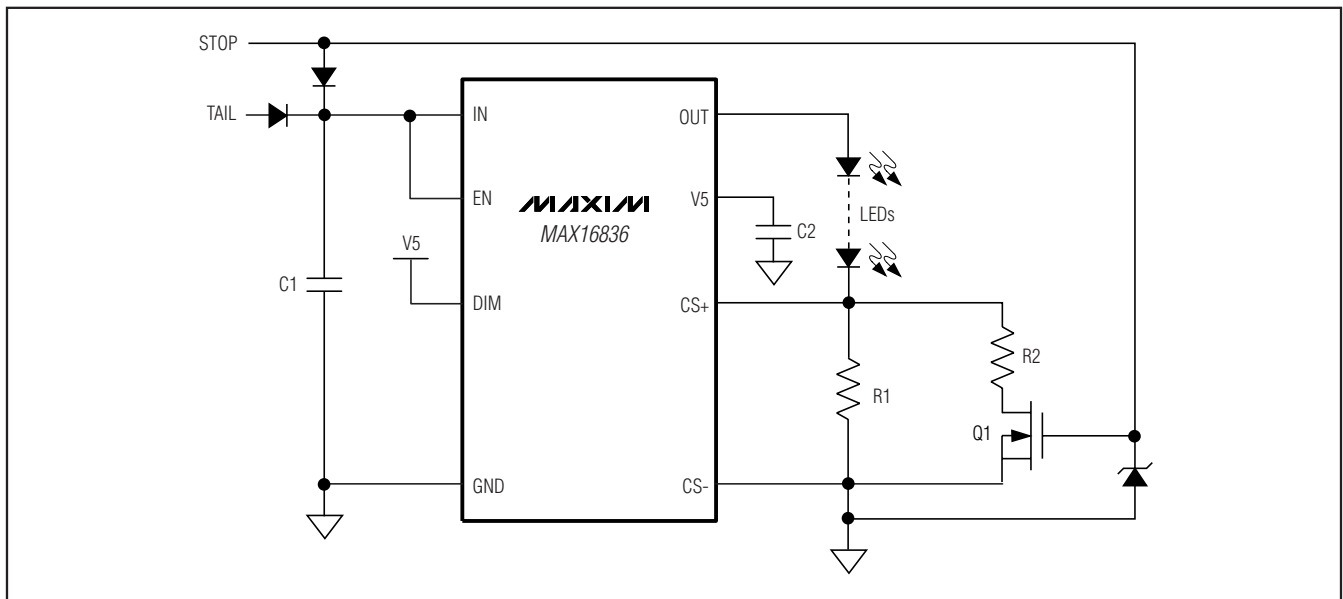 STOP
TAIL
IN
EN
V5
DIM
C1
GND
MAXIM
MAX16836
OUT
V5
C2
LEDs
CS+
R1
R2
Q1
CS-